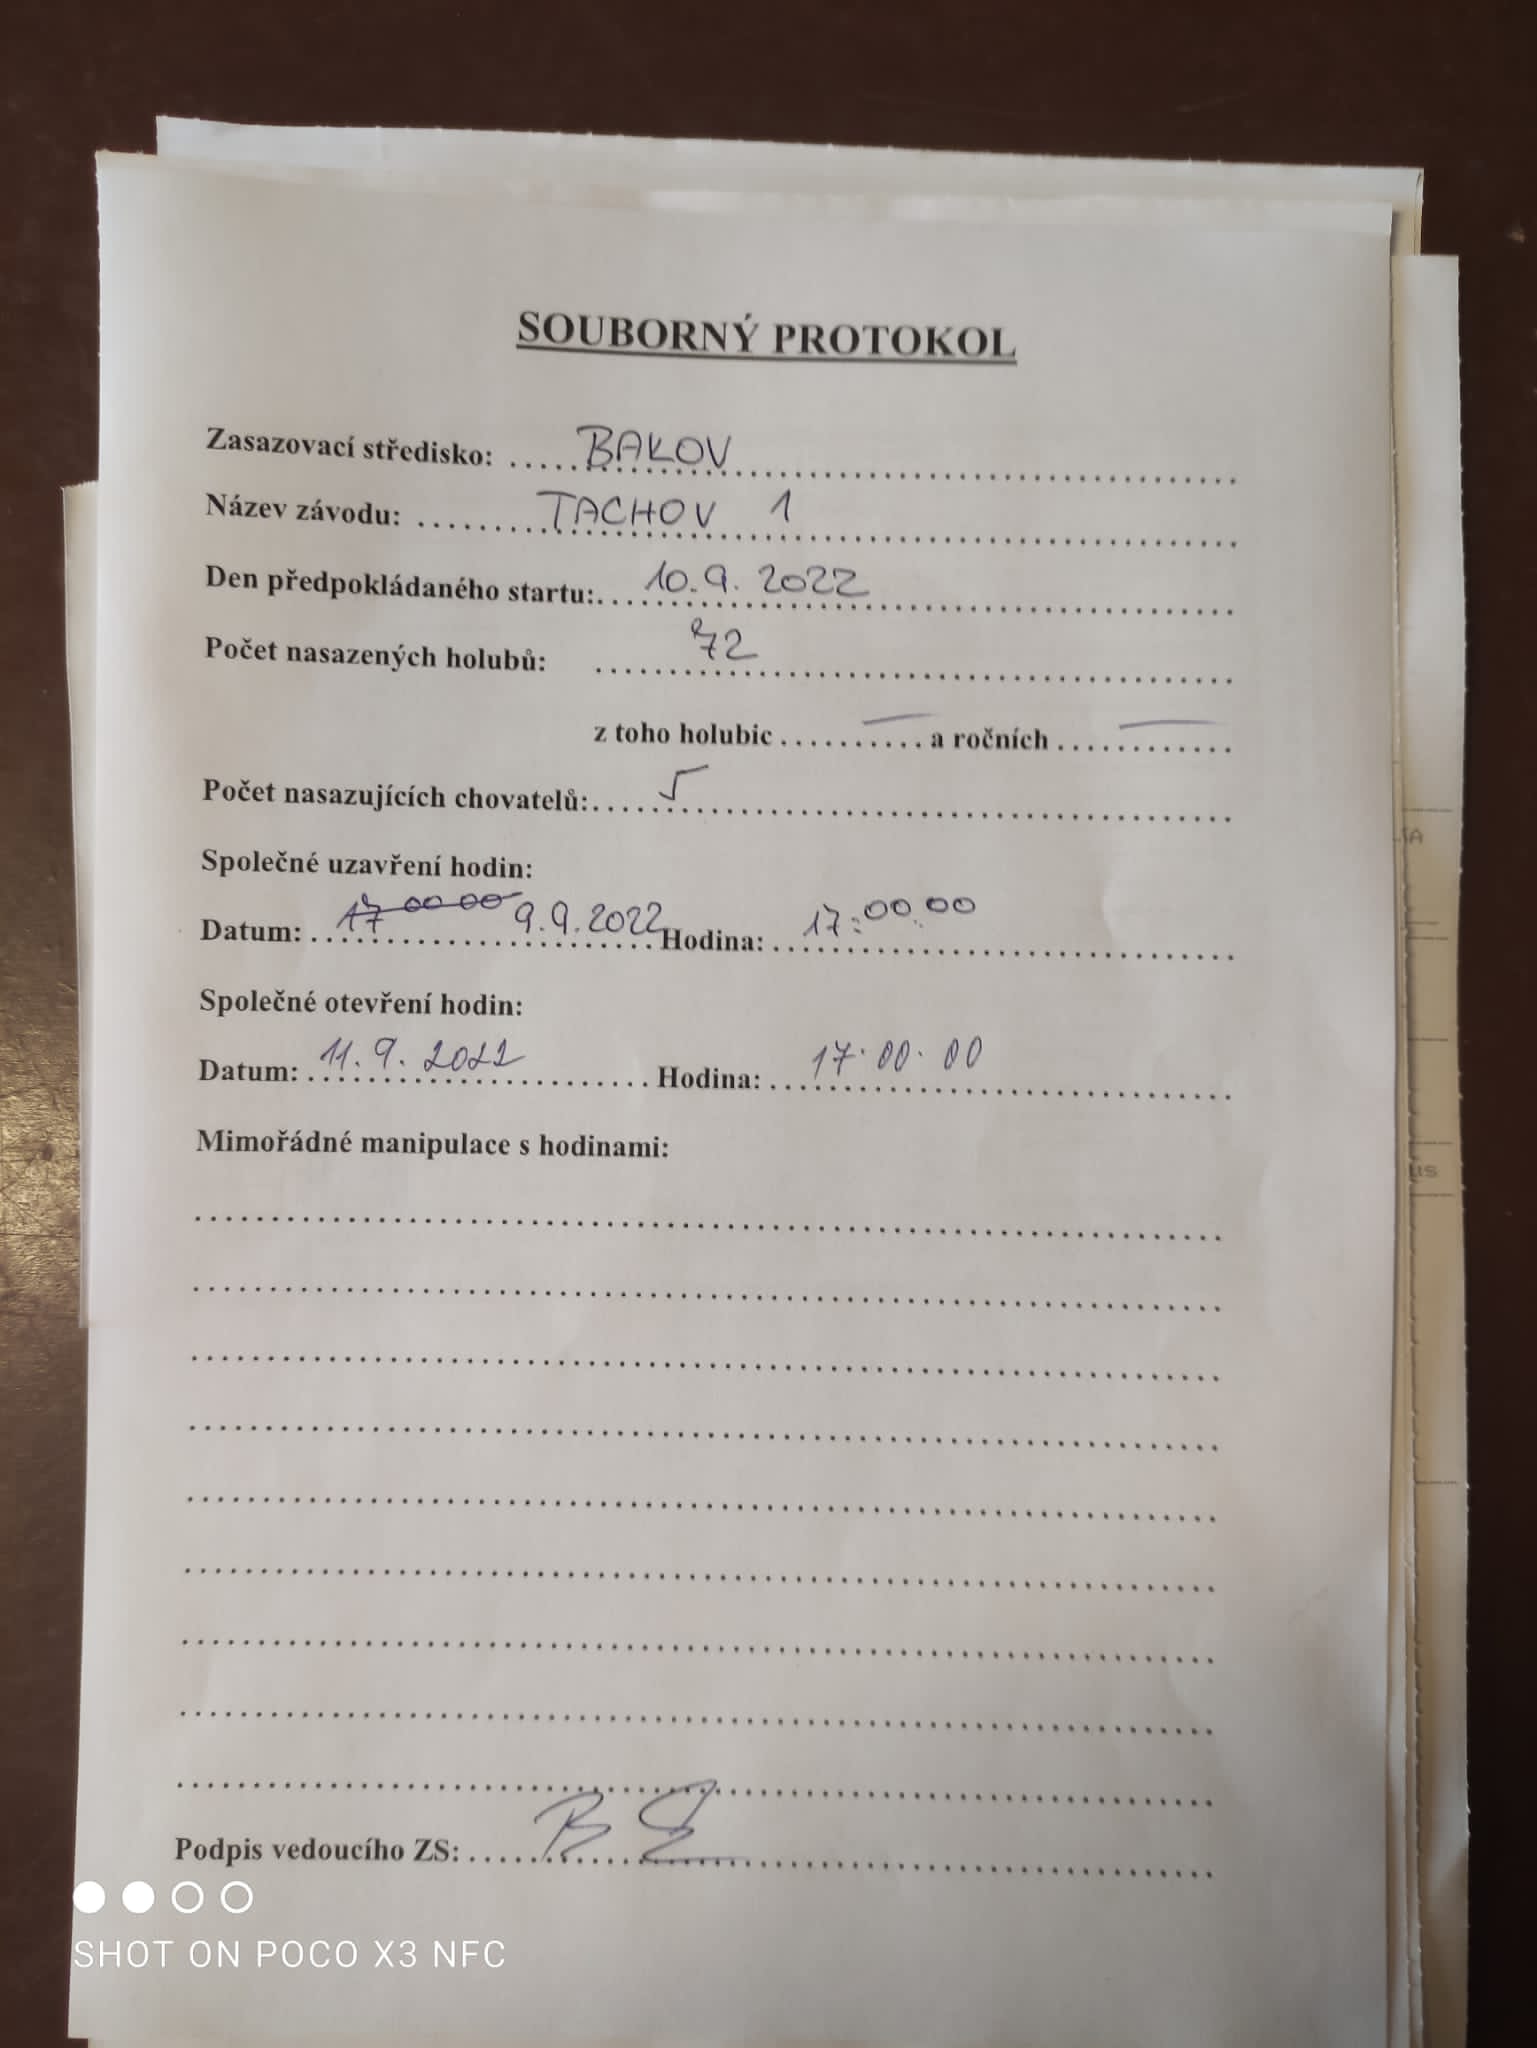 SOUBORNÝ PROTOKOL
Zasazovací středisko: BAKOV
Název závodu: TACHOV 1
Den předpokládaného startu: 10.9.2022
Počet nasazených holubů: 72
z toho holubic — a ročních —
Počet nasazujících chovatelů: 5
Společné uzavření hodin:
Datum: 17 00 00 9.9.2022 Hodina: 17:00.00
Společné otevření hodin:
Datum: 11.9.2022 Hodina: 17.00.00
Mimořádné manipulace s hodinami:
Podpis vedoucího ZS:
SHOT ON POCO X3 NFC